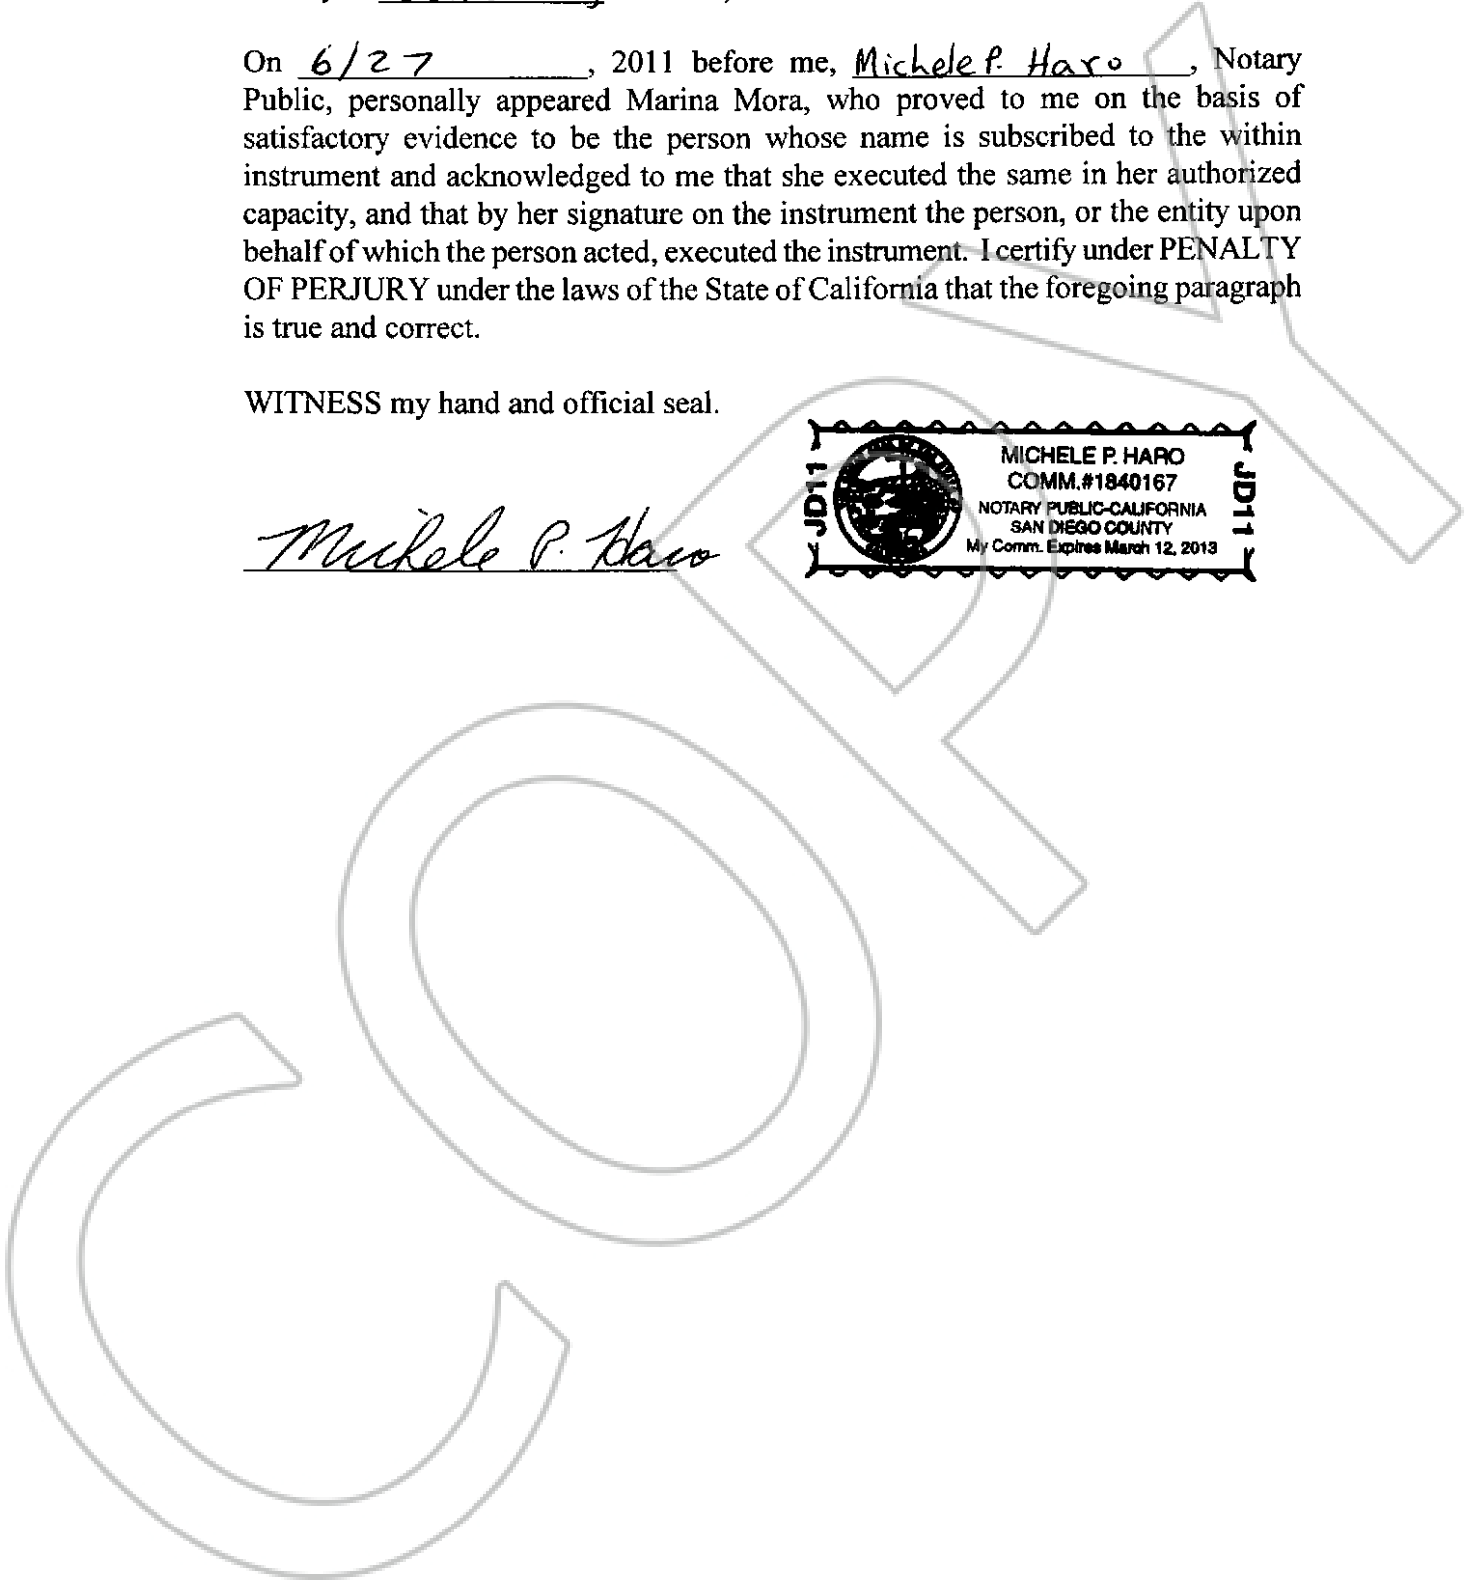 On 6/27, 2011 before me, Michele P. Haro, Notary
Public, personally appeared Marina Mora, who proved to me on the basis of
satisfactory evidence to be the person whose name is subscribed to the within
instrument and acknowledged to me that she executed the same in her authorized
capacity, and that by her signature on the instrument the person, or the entity upon
behalf of which the person acted, executed the instrument. I certify under PENALTY
OF PERJURY under the laws of the State of California that the foregoing paragraph
is true and correct.
WITNESS my hand and official seal.
Michele P. Haro
JD11
MICHELE P. HARO
COMM.#1840167
NOTARY PUBLIC-CALIFORNIA
SAN DIEGO COUNTY
My Comm. Expires March 12, 2013
JD11
COPY